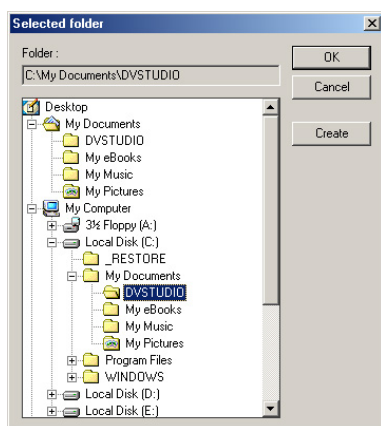 Selected folder
Folder :
C:\My Documents\DVSTUDIO
OK
Cancel
Create
Desktop
My Documents
DVSTUDIO
My eBooks
My Music
My Pictures
My Computer
3½ Floppy (A:)
Local Disk (C:)
_RESTORE
My Documents
DVSTUDIO
My eBooks
My Music
My Pictures
Program Files
WINDOWS
Local Disk (D:)
Local Disk (E:)